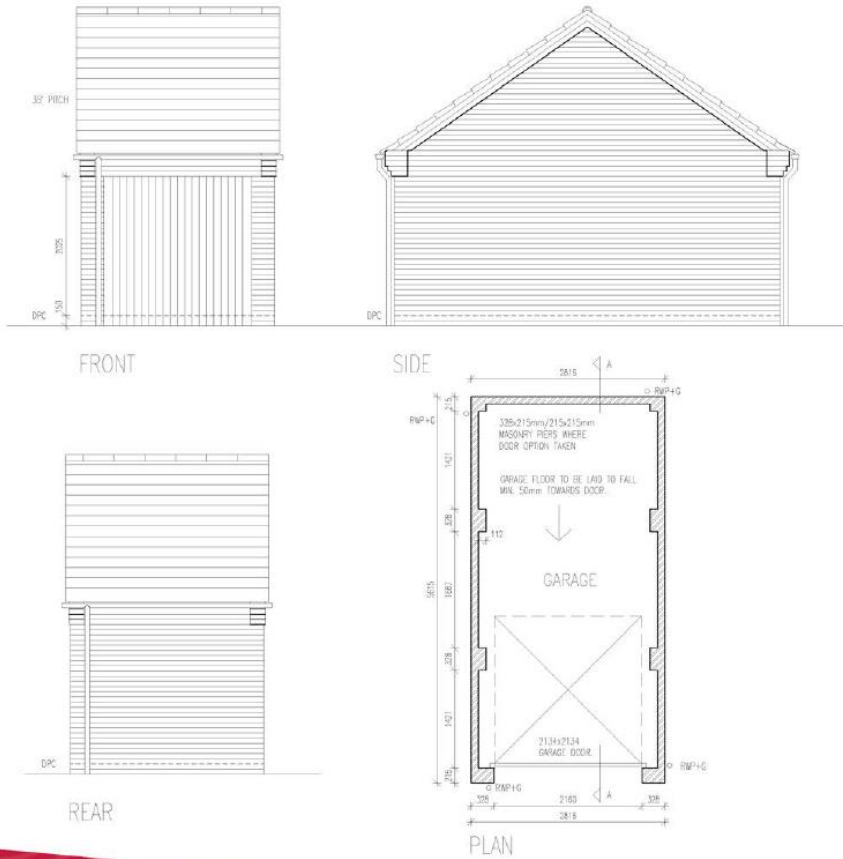 38° PITCH
2025
150
DPC
FRONT
DPC
SIDE
A
2816
RWP+G
RWP+G
215
328x215mm/215x215mm
MASONRY PIERS WHERE
DOOR OPTION TAKEN
1421
GARAGE FLOOR TO BE LAID TO FALL
MIN. 50mm TOWARDS DOOR.
328
112
5615
1687
GARAGE
328
1421
2134x2134
GARAGE DOOR.
DPC
215
RWP+G
RWP+G
A
328
2160
328
2816
REAR
PLAN